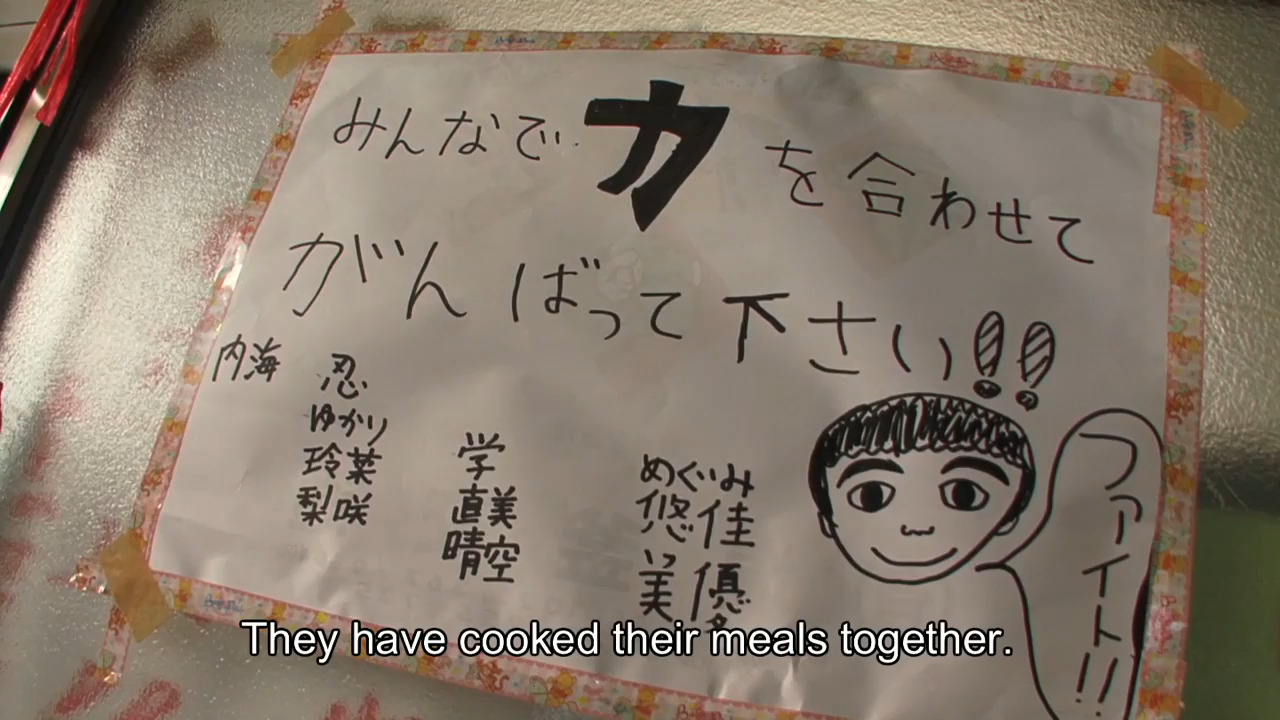 みんなで力を合わせて
がんばって下さい!!
内海
忍
ゆかり
玲菜
梨咲
学
直美
晴空
めぐみ
悠佳
美優
ファイト!!
They have cooked their meals together.